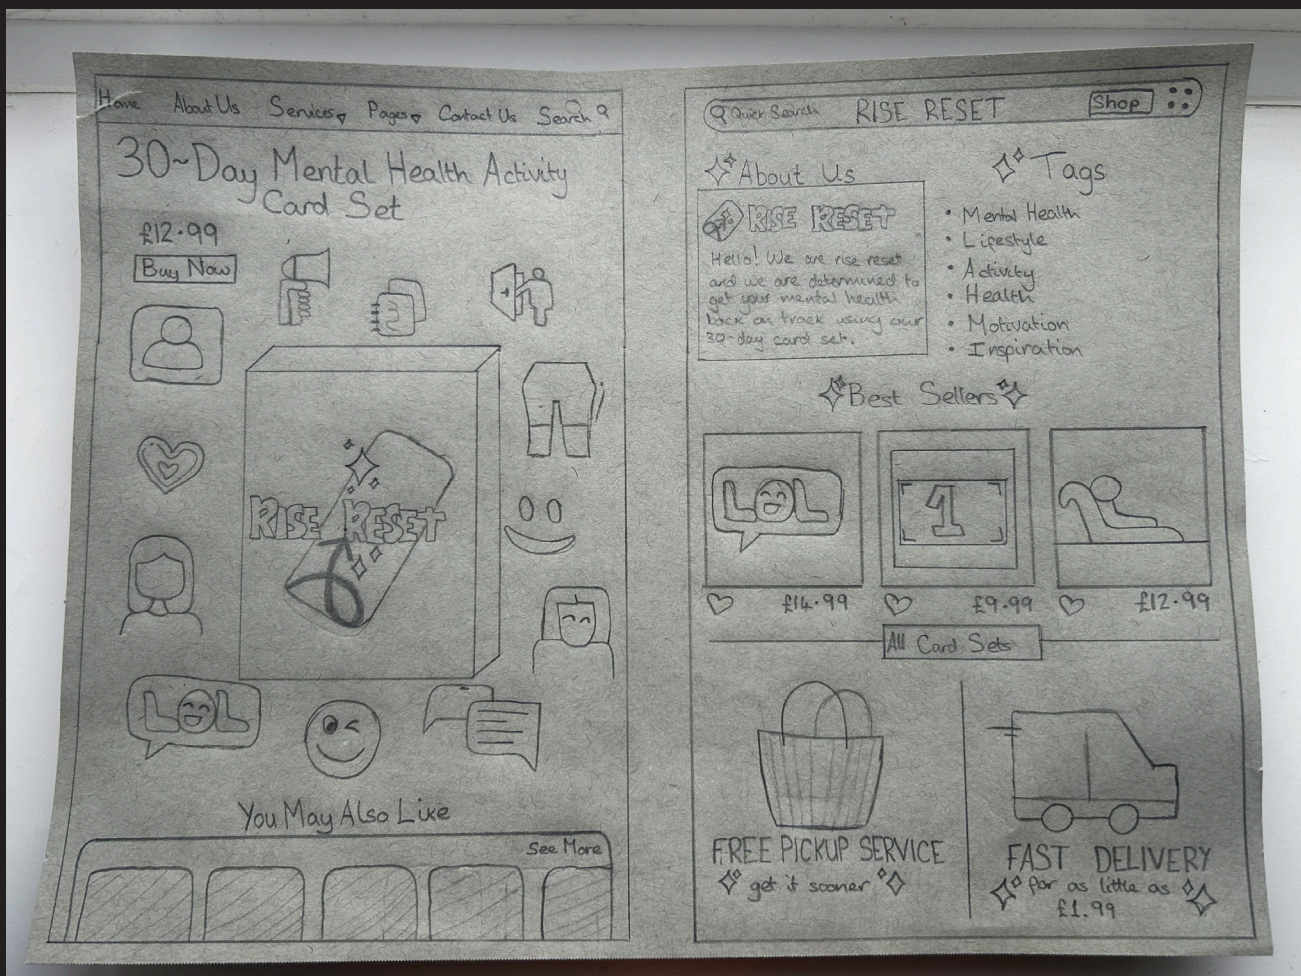 Home About Us Services Pages Contact Us Search
30-Day Mental Health Activity
Card Set
£12.99
Buy Now
RISE RESET
LOL
You May Also Like
See More
Quick Search RISE RESET Shop
About Us
RISE RESET
Hello! We are rise reset
and we are determined to
get your mental health
back on track using our
30-day card set.
Tags
• Mental Health
• Lifestyle
• Activity
• Health
• Motivation
• Inspiration
Best Sellers
LOL
1
£14.99 £9.99 £12.99
All Card Sets
FREE PICKUP SERVICE
get it sooner
FAST DELIVERY
for as little as
£1.99